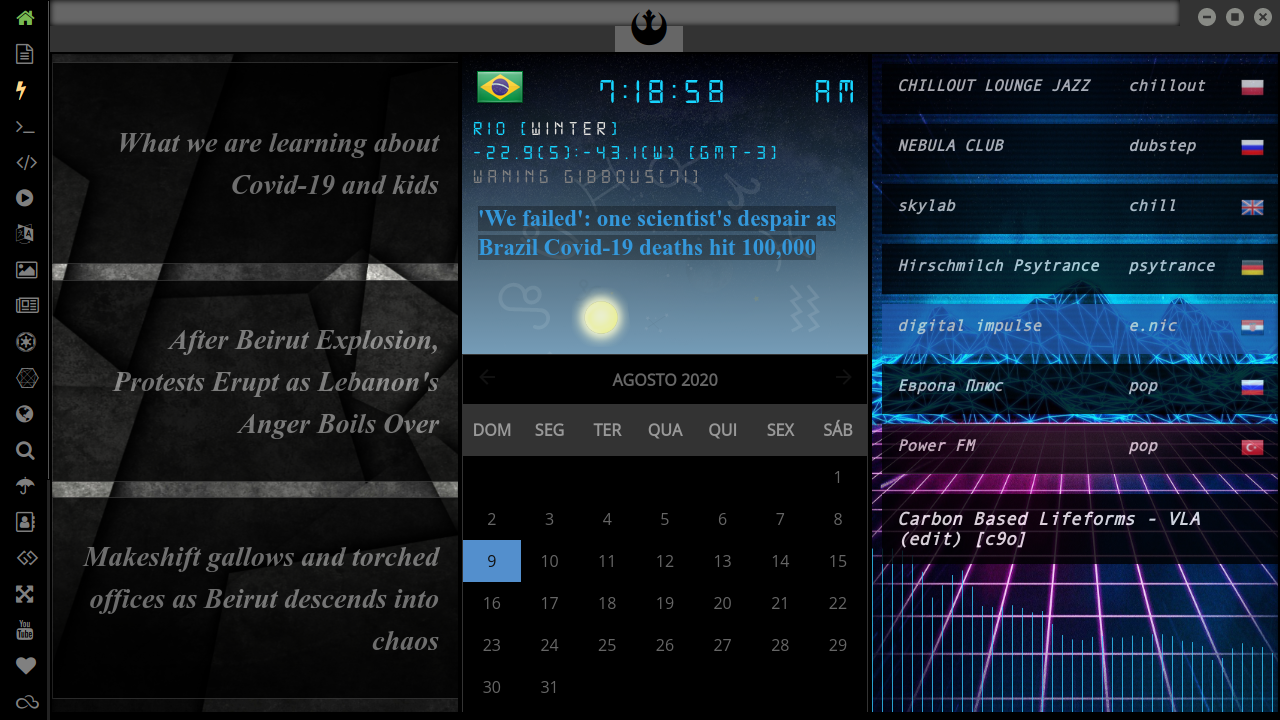 What we are learning about
Covid-19 and kids
After Beirut Explosion,
Protests Erupt as Lebanon's
Anger Boils Over
Makeshift gallows and torched
offices as Beirut descends into
chaos
7:18:58 AM
RIO [WINTER]
-22.9(S):-43.1(W) (GMT-3)
WANING GIBBOUS(71)
'We failed': one scientist's despair as
Brazil Covid-19 deaths hit 100,000
AGOSTO 2020
DOM SEG TER QUA QUI SEX SÁB
1
2 3 4 5 6 7 8
9 10 11 12 13 14 15
16 17 18 19 20 21 22
23 24 25 26 27 28 29
30 31
CHILLOUT LOUNGE JAZZ chillout
NEBULA CLUB dubstep
skylab chill
Hirschmilch Psytrance psytrance
digital impulse e.nic
Европа Плюс pop
Power FM pop
Carbon Based Lifeforms - VLA
(edit) [c9o]
You
Tube